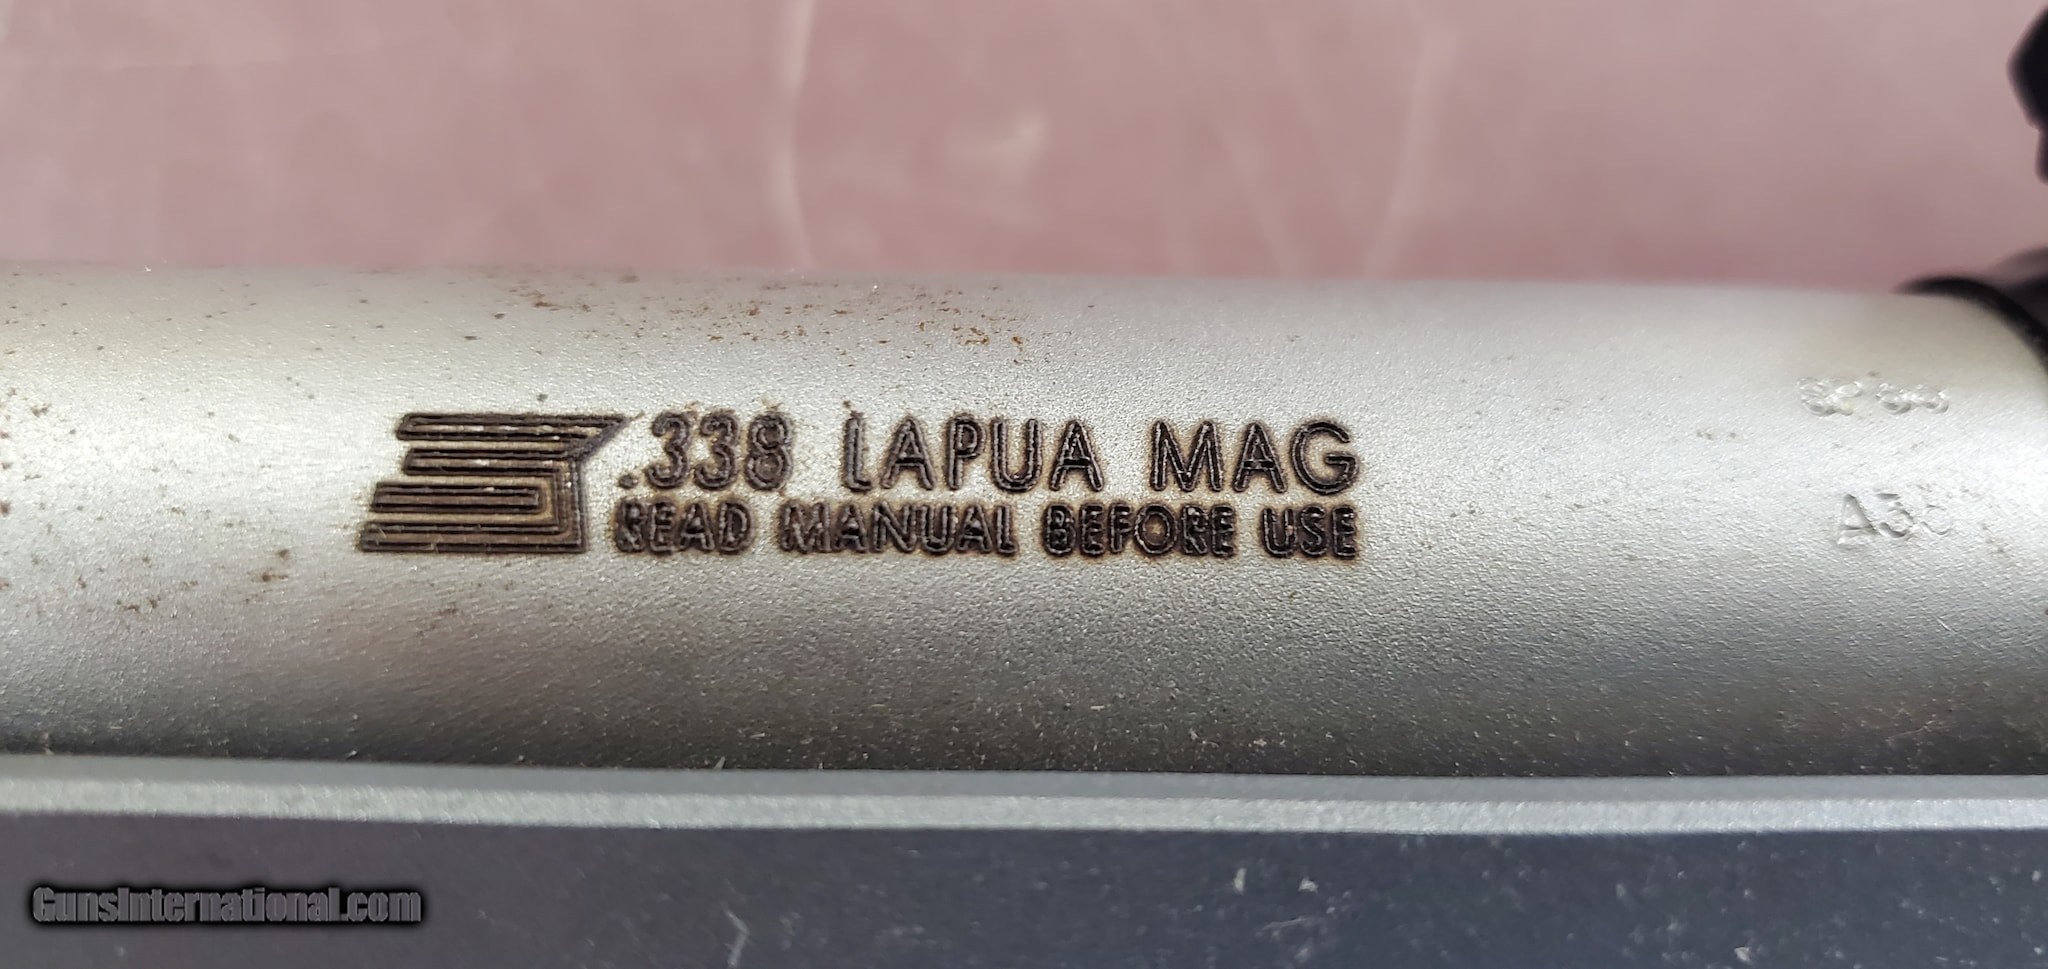 .338 LAPUA MAG
READ MANUAL BEFORE USE
GunsInternational.com